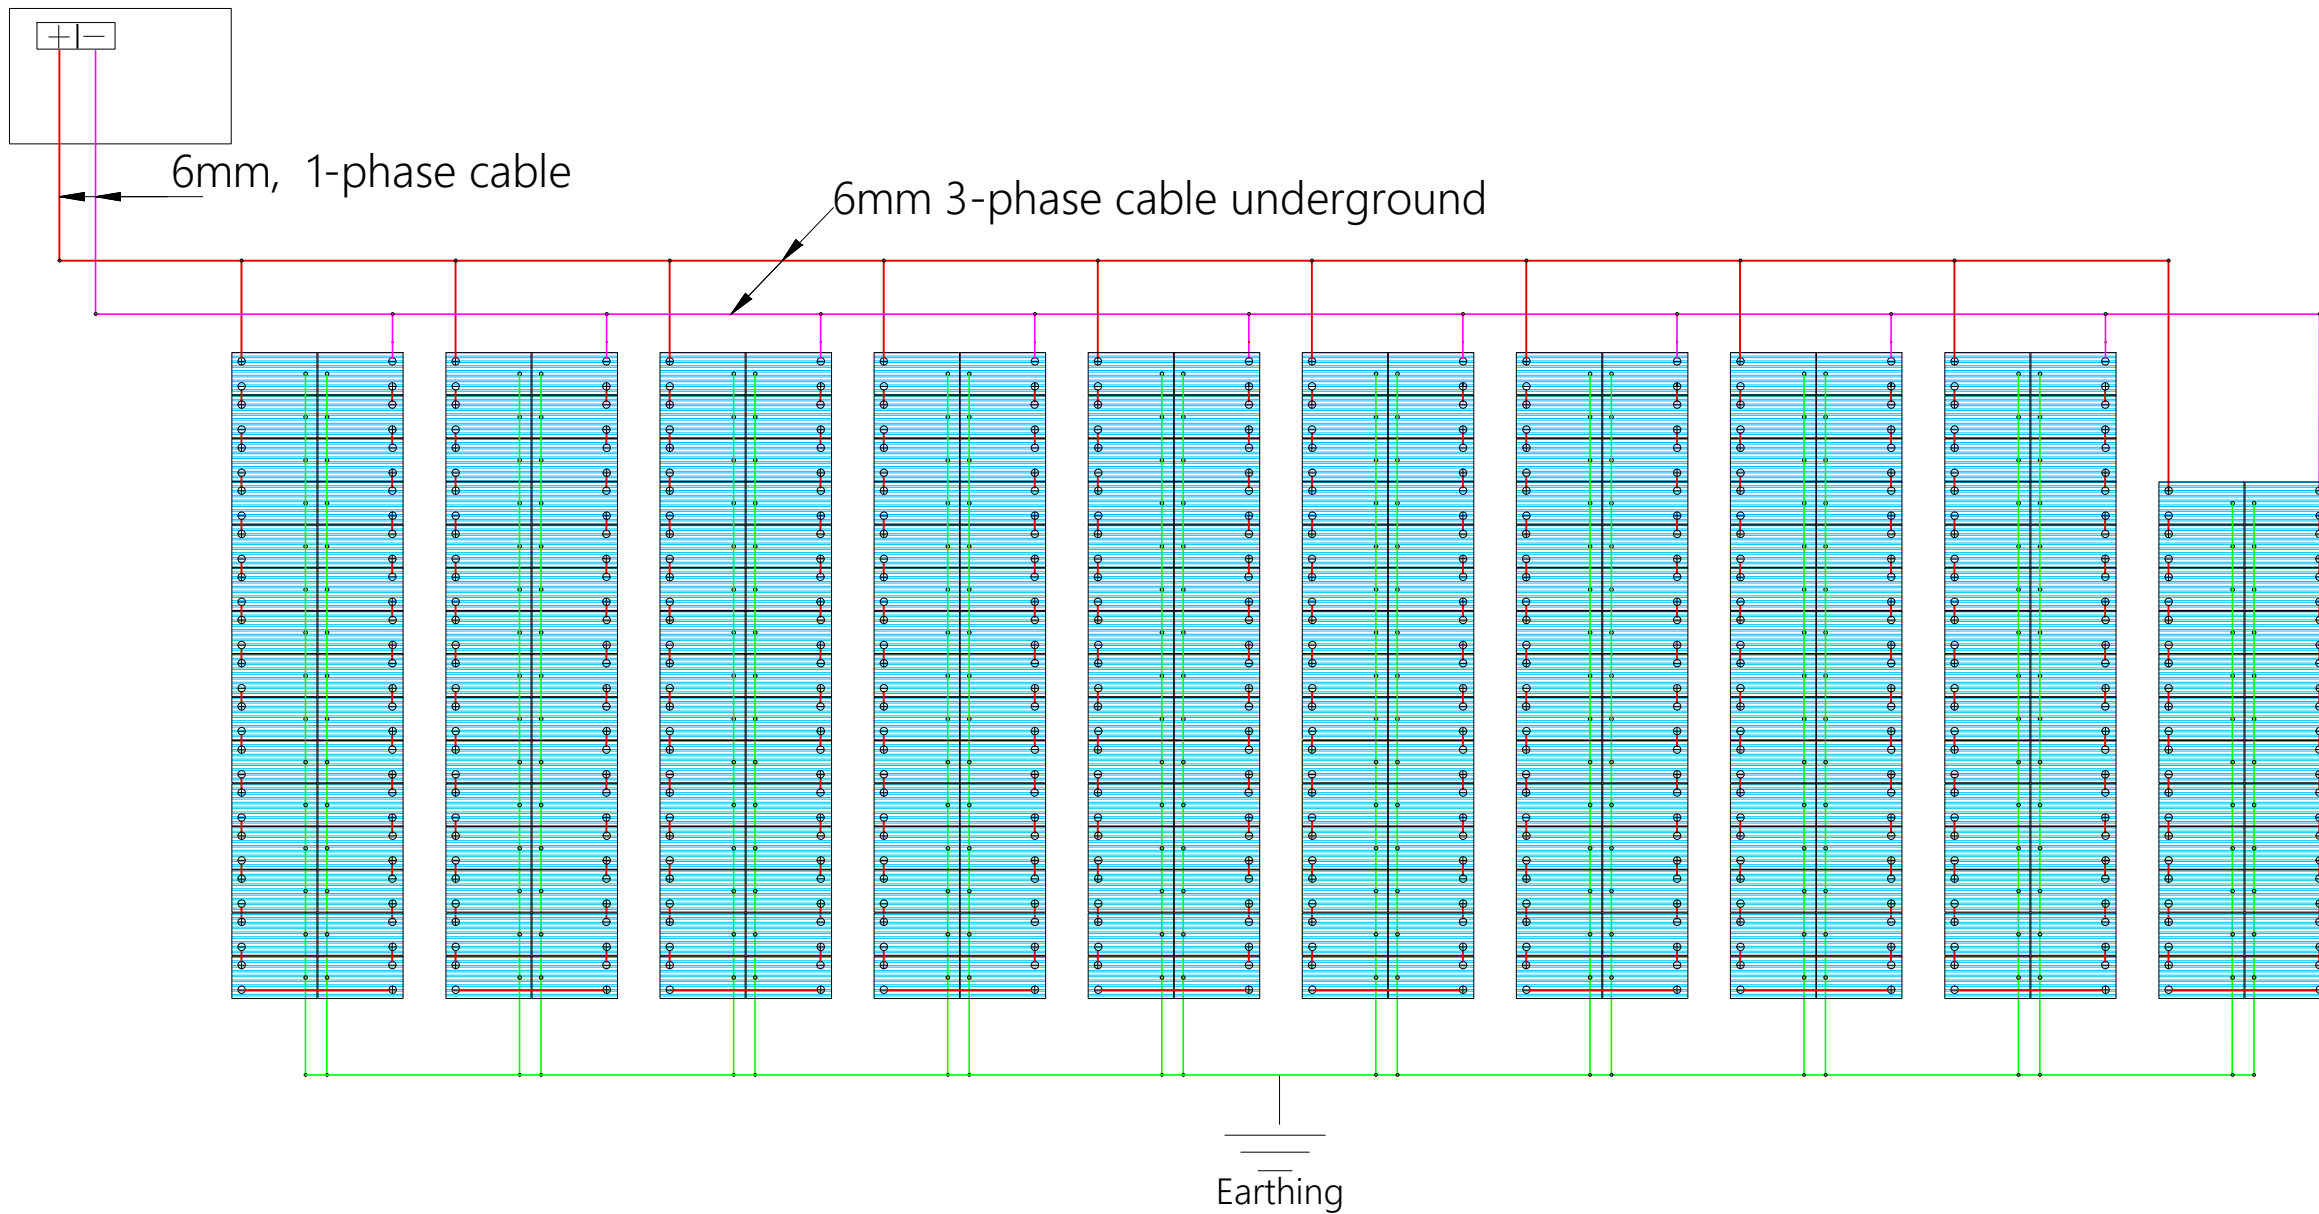 + −
6mm, 1-phase cable
6mm 3-phase cable underground
Earthing